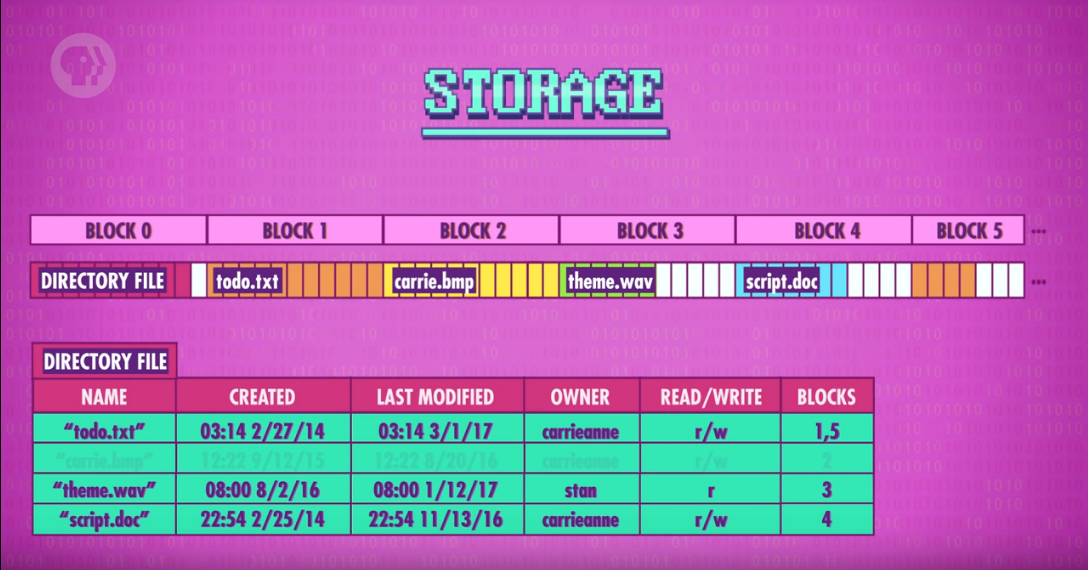 STORAGE
BLOCK 0 BLOCK 1 BLOCK 2 BLOCK 3 BLOCK 4 BLOCK 5 ...
DIRECTORY FILE todo.txt carrie.bmp theme.wav script.doc ...
DIRECTORY FILE
NAME CREATED LAST MODIFIED OWNER READ/WRITE BLOCKS
“todo.txt” 03:14 2/27/14 03:14 3/1/17 carrieanne r/w 1,5
“carrie.bmp” 12:22 9/12/15 12:22 8/20/16 carrieanne r/w 2
“theme.wav” 08:00 8/2/16 08:00 1/12/17 stan r 3
“script.doc” 22:54 2/25/14 22:54 11/13/16 carrieanne r/w 4